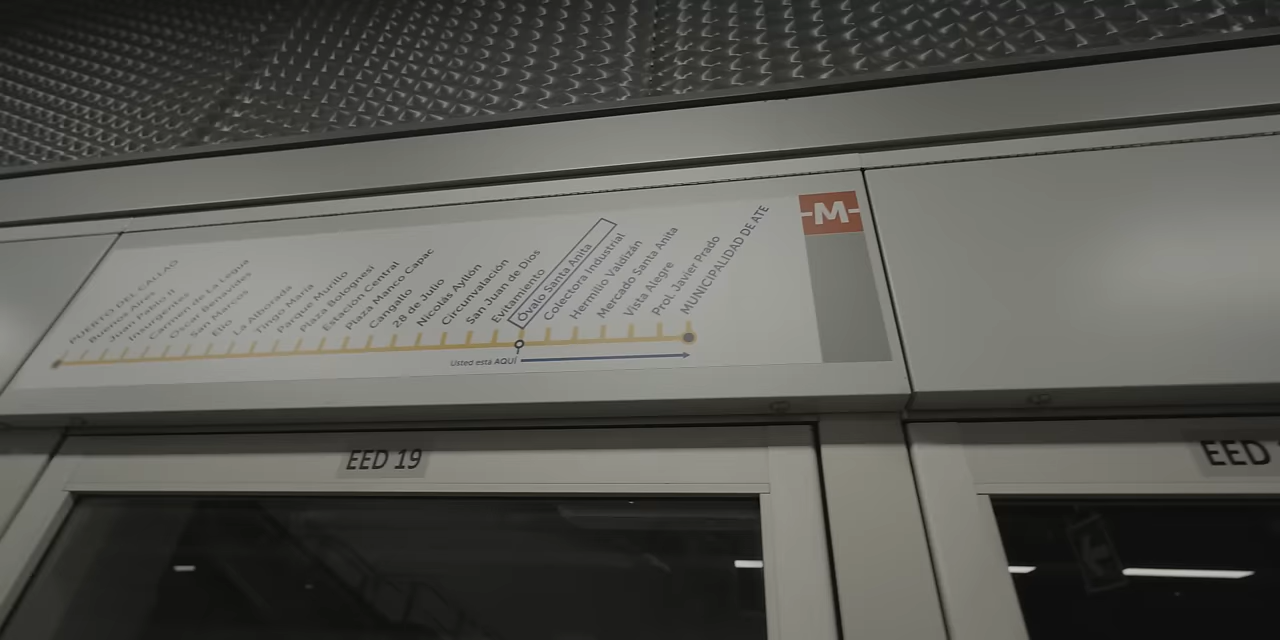 PUERTO DEL CALLAO
Buenos Aires
Juan Pablo II
Insurgentes
Carmen de La Legua
Oscar Benavides
San Marcos
Elio
La Alborada
Tingo María
Parque Murillo
Plaza Bolognesi
Estación Central
Plaza Manco Capac
Cangallo
28 de Julio
Nicolás Ayllón
Circunvalación
San Juan de Dios
Evitamiento
Óvalo Santa Anita
Colectora Industrial
Hermilio Valdizán
Mercado Santa Anita
Vista Alegre
Prol. Javier Prado
MUNICIPALIDAD DE ATE
Usted está AQUÍ
M
EED 19
EED